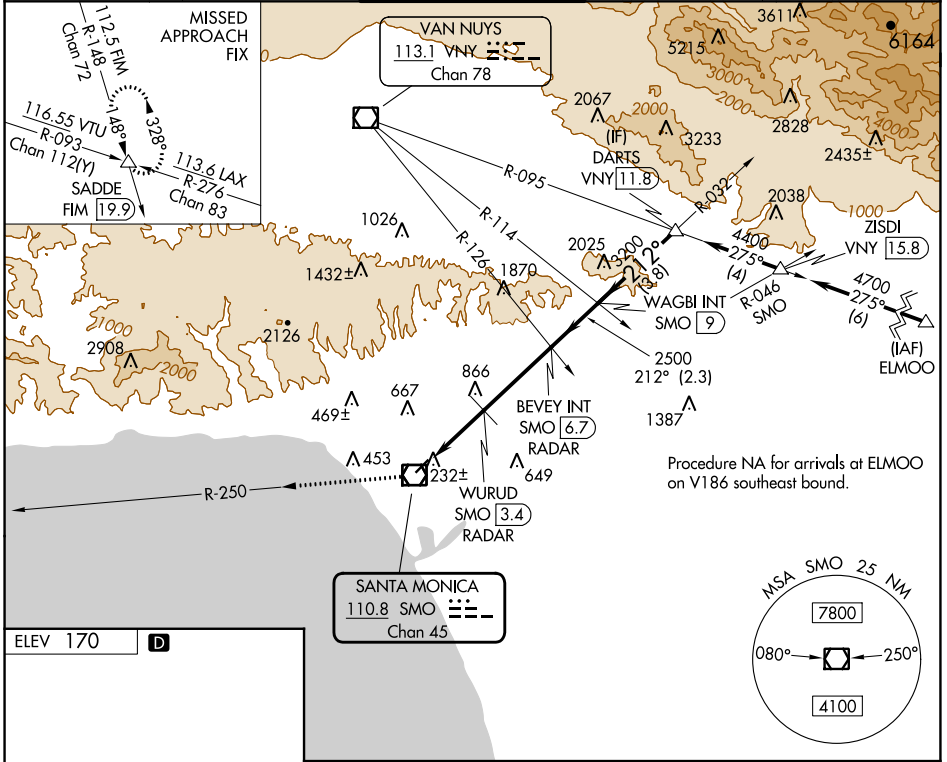 MISSED
APPROACH
FIX
112.5 FIM
R-148
Chan 72
148°
328°
116.55 VTU
R-093
Chan 112(Y)
113.6 LAX
R-276
Chan 83
SADDE
FIM 19.9
VAN NUYS
113.1 VNY
Chan 78
3611
5215
6164
3000
2000
2067
2000
3233
2828
4000
2435±
(IF)
DARTS
VNY 11.8
R-095
R-032°
R-114
R-126
2038
1000
ZISDI
VNY 15.8
4400
275°
(4)
4700
275°
(6)
R-046
SMO
(IAF)
ELMOO
1026
1432±
1870
2025
3200
212°
(3.8)
WAGBI INT
SMO 9
2500
212° (2.3)
1000
2126
2908
2000
866
667
469±
BEVEY INT
SMO 6.7
RADAR
1387
453
232±
649
WURUD
SMO 3.4
RADAR
R-250
Procedure NA for arrivals at ELMOO
on V186 southeast bound.
SANTA MONICA
110.8 SMO
Chan 45
MSA SMO 25 NM
7800
080°
250°
4100
ELEV 170 D